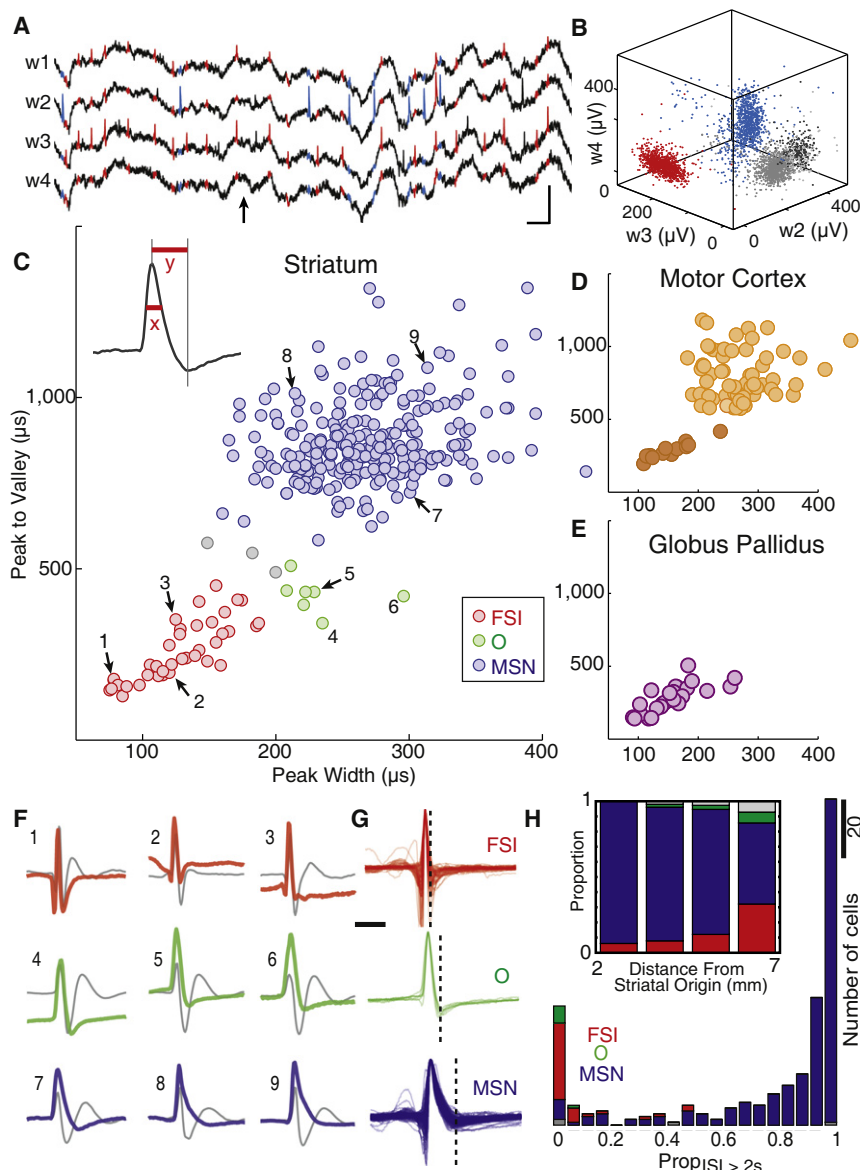 A
w1
w2
w3
w4
B
400
w4 (µV)
0
200
w3 (µV)
0
0
w2 (µV)
400
C
Striatum
y
x
Peak to Valley (µs)
1,000
500
8
9
7
3
5
1
2
4
6
FSI
O
MSN
100
200
300
400
Peak Width (µs)
D
Motor Cortex
1,000
500
100
200
300
400
E
Globus Pallidus
1,000
500
100
200
300
400
F
1
2
3
4
5
6
7
8
9
G
FSI
O
MSN
H
1
Proportion
0
2
7
Distance From
Striatal Origin (mm)
20
Number of cells
FSI
O
MSN
0
0.2
0.4
0.6
0.8
1
PropISI > 2s